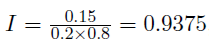 I = 0.15 / 0.2×0.8 = 0.9375